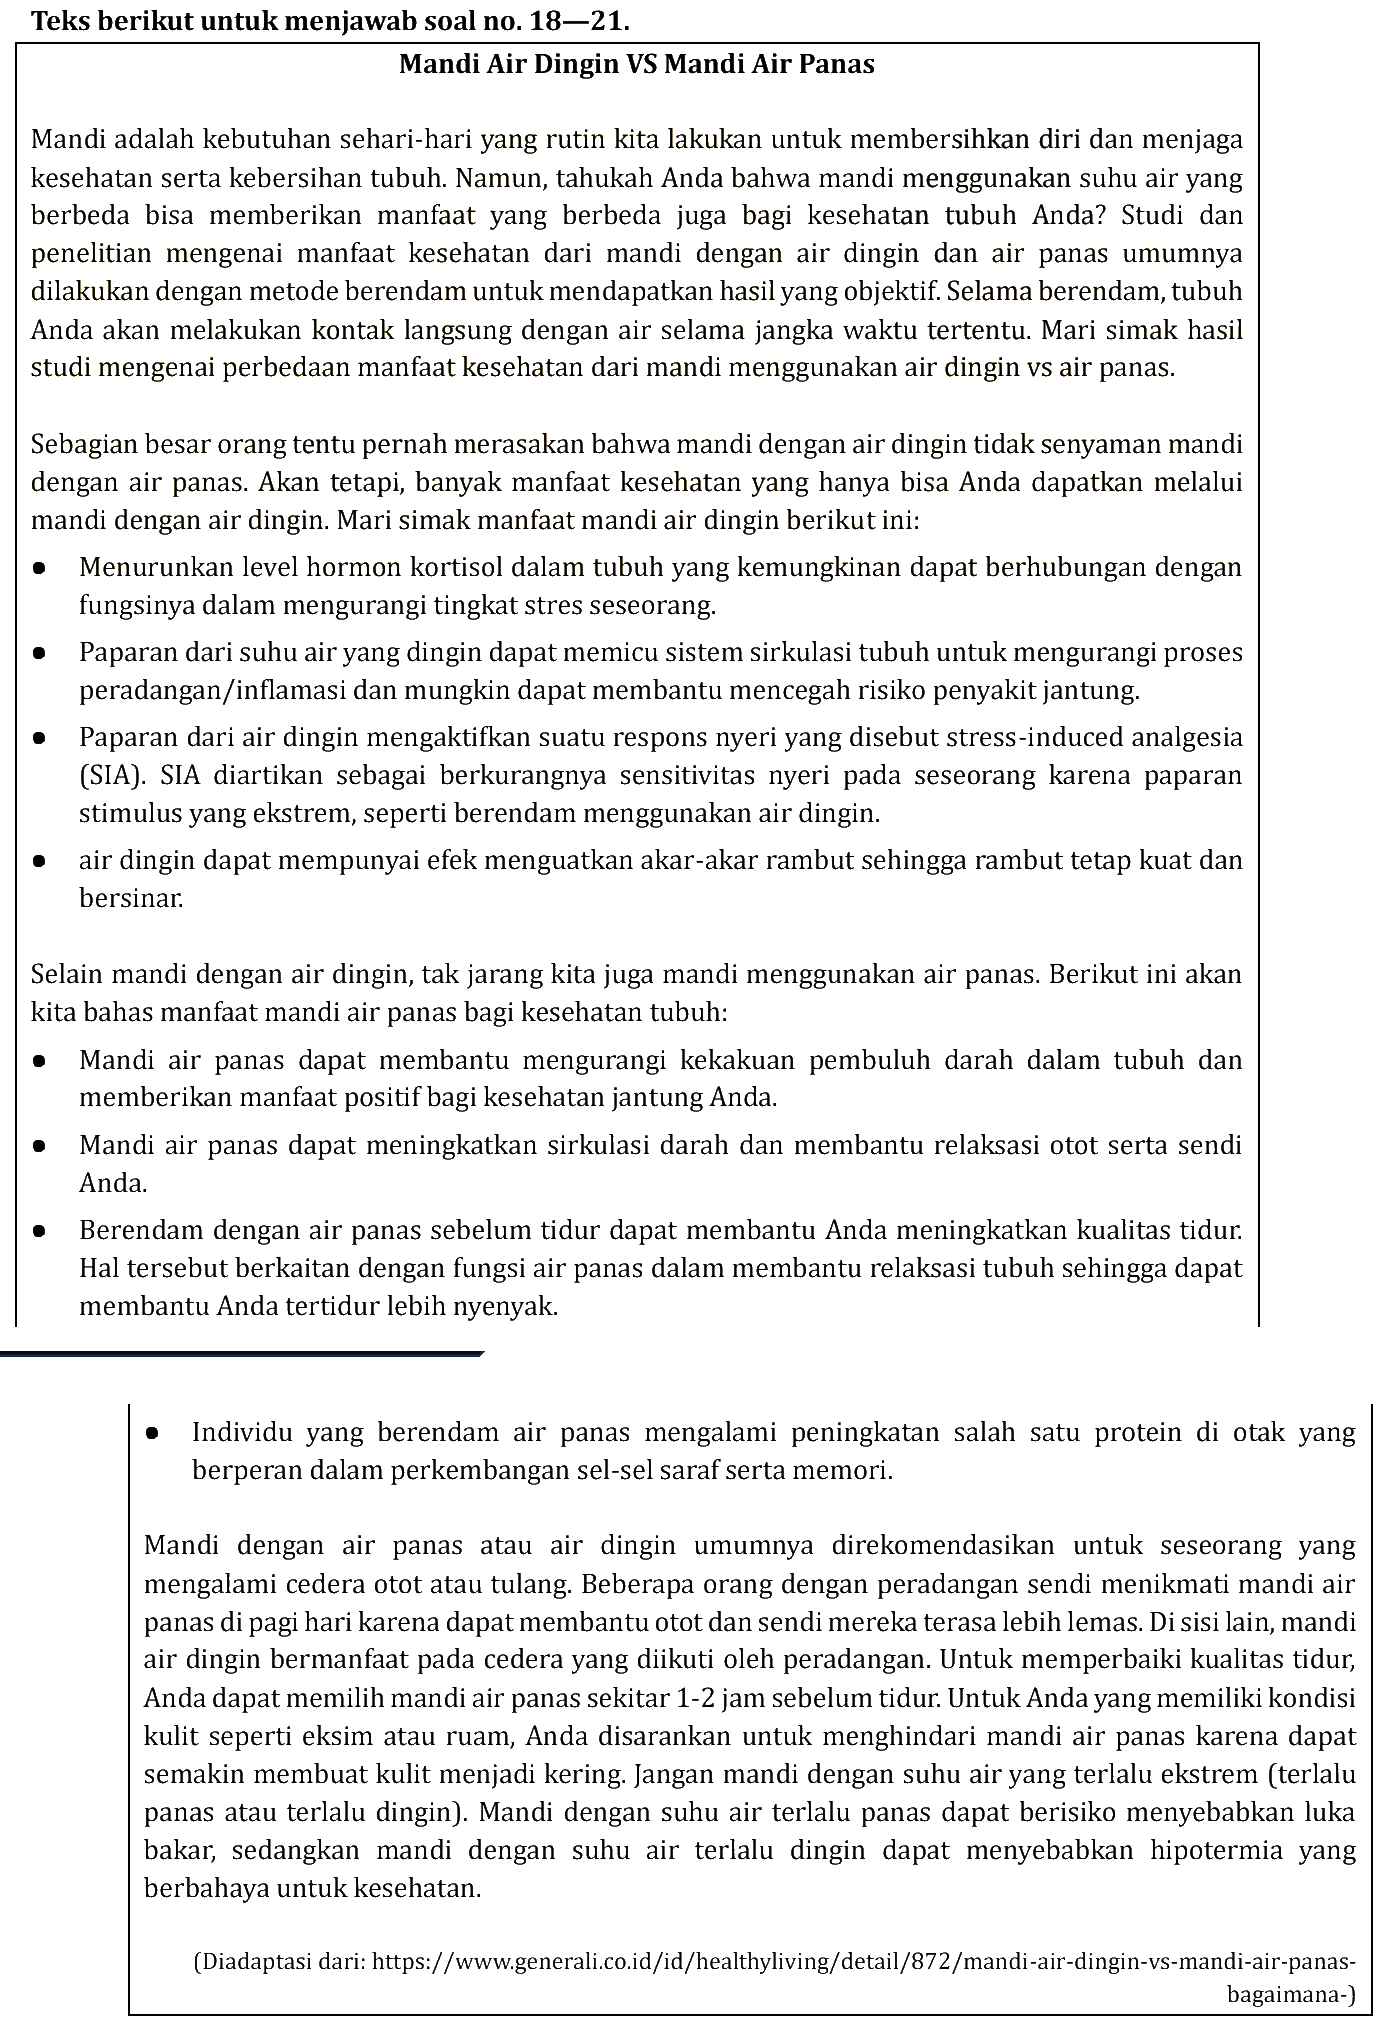 Teks berikut untuk menjawab soal no. 18—21.
Mandi Air Dingin VS Mandi Air Panas
Mandi adalah kebutuhan sehari-hari yang rutin kita lakukan untuk membersihkan diri dan menjaga
kesehatan serta kebersihan tubuh. Namun, tahukah Anda bahwa mandi menggunakan suhu air yang
berbeda bisa memberikan manfaat yang berbeda juga bagi kesehatan tubuh Anda? Studi dan
penelitian mengenai manfaat kesehatan dari mandi dengan air dingin dan air panas umumnya
dilakukan dengan metode berendam untuk mendapatkan hasil yang objektif. Selama berendam, tubuh
Anda akan melakukan kontak langsung dengan air selama jangka waktu tertentu. Mari simak hasil
studi mengenai perbedaan manfaat kesehatan dari mandi menggunakan air dingin vs air panas.
Sebagian besar orang tentu pernah merasakan bahwa mandi dengan air dingin tidak senyaman mandi
dengan air panas. Akan tetapi, banyak manfaat kesehatan yang hanya bisa Anda dapatkan melalui
mandi dengan air dingin. Mari simak manfaat mandi air dingin berikut ini:
● Menurunkan level hormon kortisol dalam tubuh yang kemungkinan dapat berhubungan dengan
fungsinya dalam mengurangi tingkat stres seseorang.
● Paparan dari suhu air yang dingin dapat memicu sistem sirkulasi tubuh untuk mengurangi proses
peradangan/inflamasi dan mungkin dapat membantu mencegah risiko penyakit jantung.
● Paparan dari air dingin mengaktifkan suatu respons nyeri yang disebut stress-induced analgesia
(SIA). SIA diartikan sebagai berkurangnya sensitivitas nyeri pada seseorang karena paparan
stimulus yang ekstrem, seperti berendam menggunakan air dingin.
● air dingin dapat mempunyai efek menguatkan akar-akar rambut sehingga rambut tetap kuat dan
bersinar.
Selain mandi dengan air dingin, tak jarang kita juga mandi menggunakan air panas. Berikut ini akan
kita bahas manfaat mandi air panas bagi kesehatan tubuh:
● Mandi air panas dapat membantu mengurangi kekakuan pembuluh darah dalam tubuh dan
memberikan manfaat positif bagi kesehatan jantung Anda.
● Mandi air panas dapat meningkatkan sirkulasi darah dan membantu relaksasi otot serta sendi
Anda.
● Berendam dengan air panas sebelum tidur dapat membantu Anda meningkatkan kualitas tidur.
Hal tersebut berkaitan dengan fungsi air panas dalam membantu relaksasi tubuh sehingga dapat
membantu Anda tertidur lebih nyenyak.
● Individu yang berendam air panas mengalami peningkatan salah satu protein di otak yang
berperan dalam perkembangan sel-sel saraf serta memori.
Mandi dengan air panas atau air dingin umumnya direkomendasikan untuk seseorang yang
mengalami cedera otot atau tulang. Beberapa orang dengan peradangan sendi menikmati mandi air
panas di pagi hari karena dapat membantu otot dan sendi mereka terasa lebih lemas. Di sisi lain, mandi
air dingin bermanfaat pada cedera yang diikuti oleh peradangan. Untuk memperbaiki kualitas tidur,
Anda dapat memilih mandi air panas sekitar 1-2 jam sebelum tidur. Untuk Anda yang memiliki kondisi
kulit seperti eksim atau ruam, Anda disarankan untuk menghindari mandi air panas karena dapat
semakin membuat kulit menjadi kering. Jangan mandi dengan suhu air yang terlalu ekstrem (terlalu
panas atau terlalu dingin). Mandi dengan suhu air terlalu panas dapat berisiko menyebabkan luka
bakar, sedangkan mandi dengan suhu air terlalu dingin dapat menyebabkan hipotermia yang
berbahaya untuk kesehatan.
(Diadaptasi dari: https://www.generali.co.id/id/healthyliving/detail/872/mandi-air-dingin-vs-mandi-air-panas-
bagaimana-)